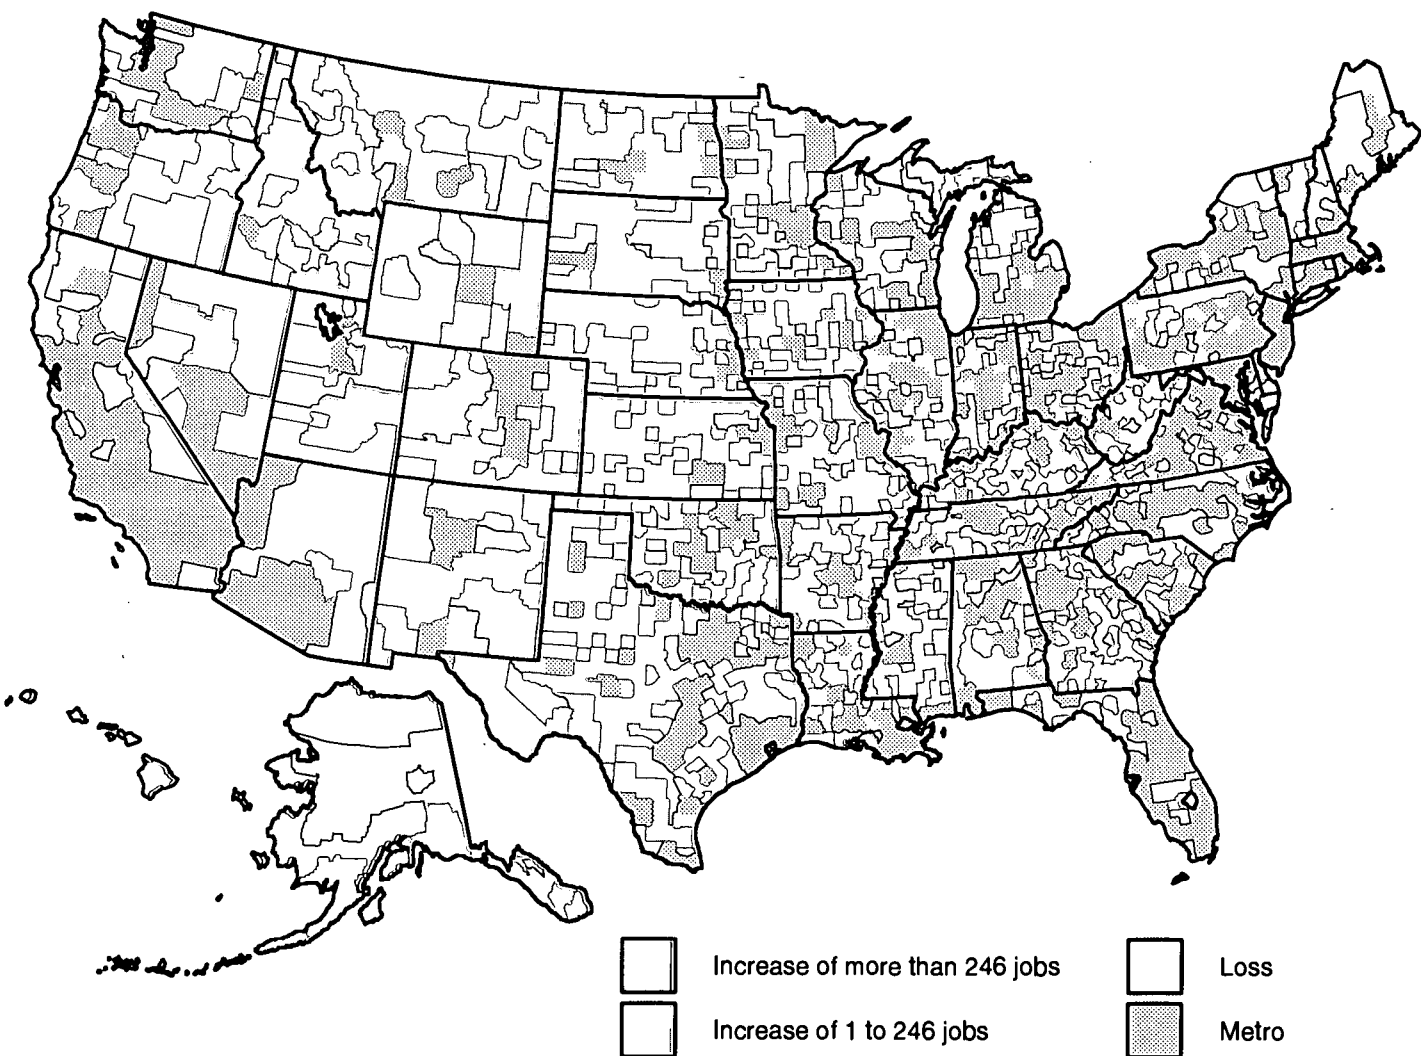 Increase of more than 246 jobs
Loss
Increase of 1 to 246 jobs
Metro